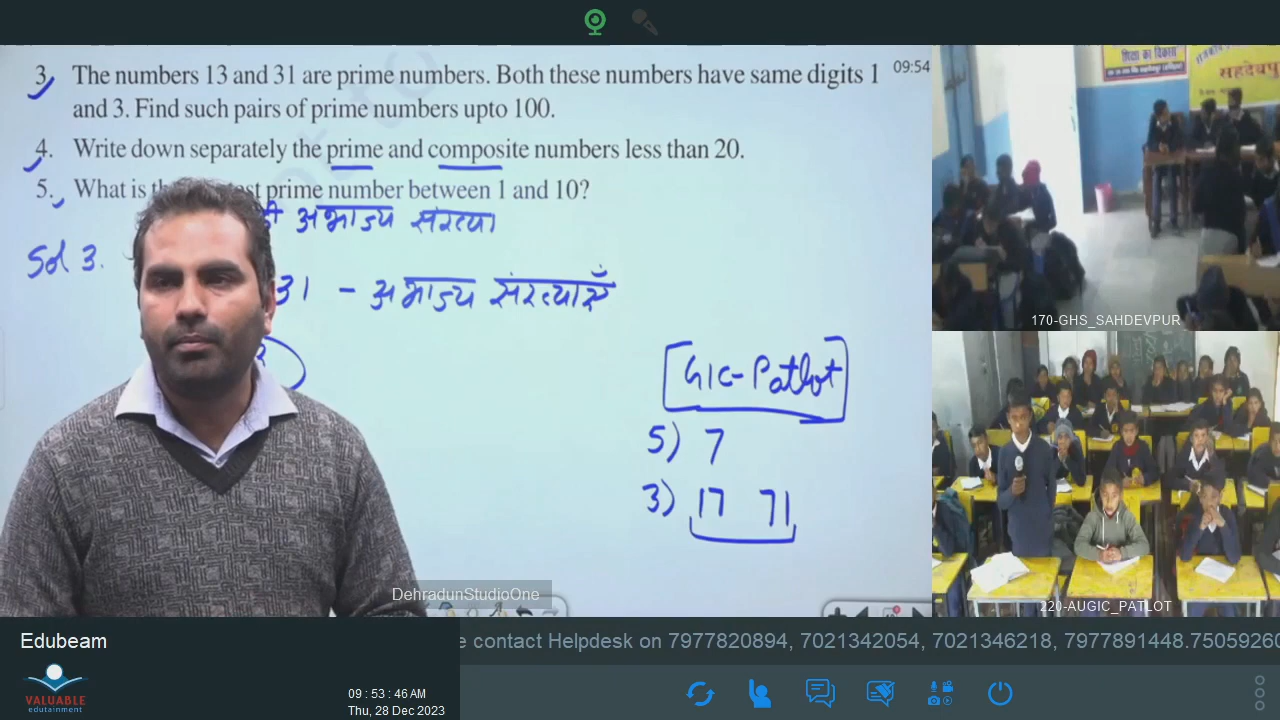 3. The numbers 13 and 31 are prime numbers. Both these numbers have same digits 1
and 3. Find such pairs of prime numbers upto 100.
09:54
4. Write down separately the prime and composite numbers less than 20.
5. What is prime number between 1 and 10?
अभाज्य संख्या
Sol 3.
31 - अभाज्य संख्याएँ
GIC-Patlot
5) 7
3) 17 71
DehradunStudioOne
शिक्षा का विकास
सहदेवपु
170-GHS_SAHDEVPUR
220-AUGIC_PATLOT
Edubeam
e contact Helpdesk on 7977820894, 7021342054, 7021346218, 7977891448.75059260
VALUABLE
edutainment
09 : 53 : 46 AM
Thu, 28 Dec 2023